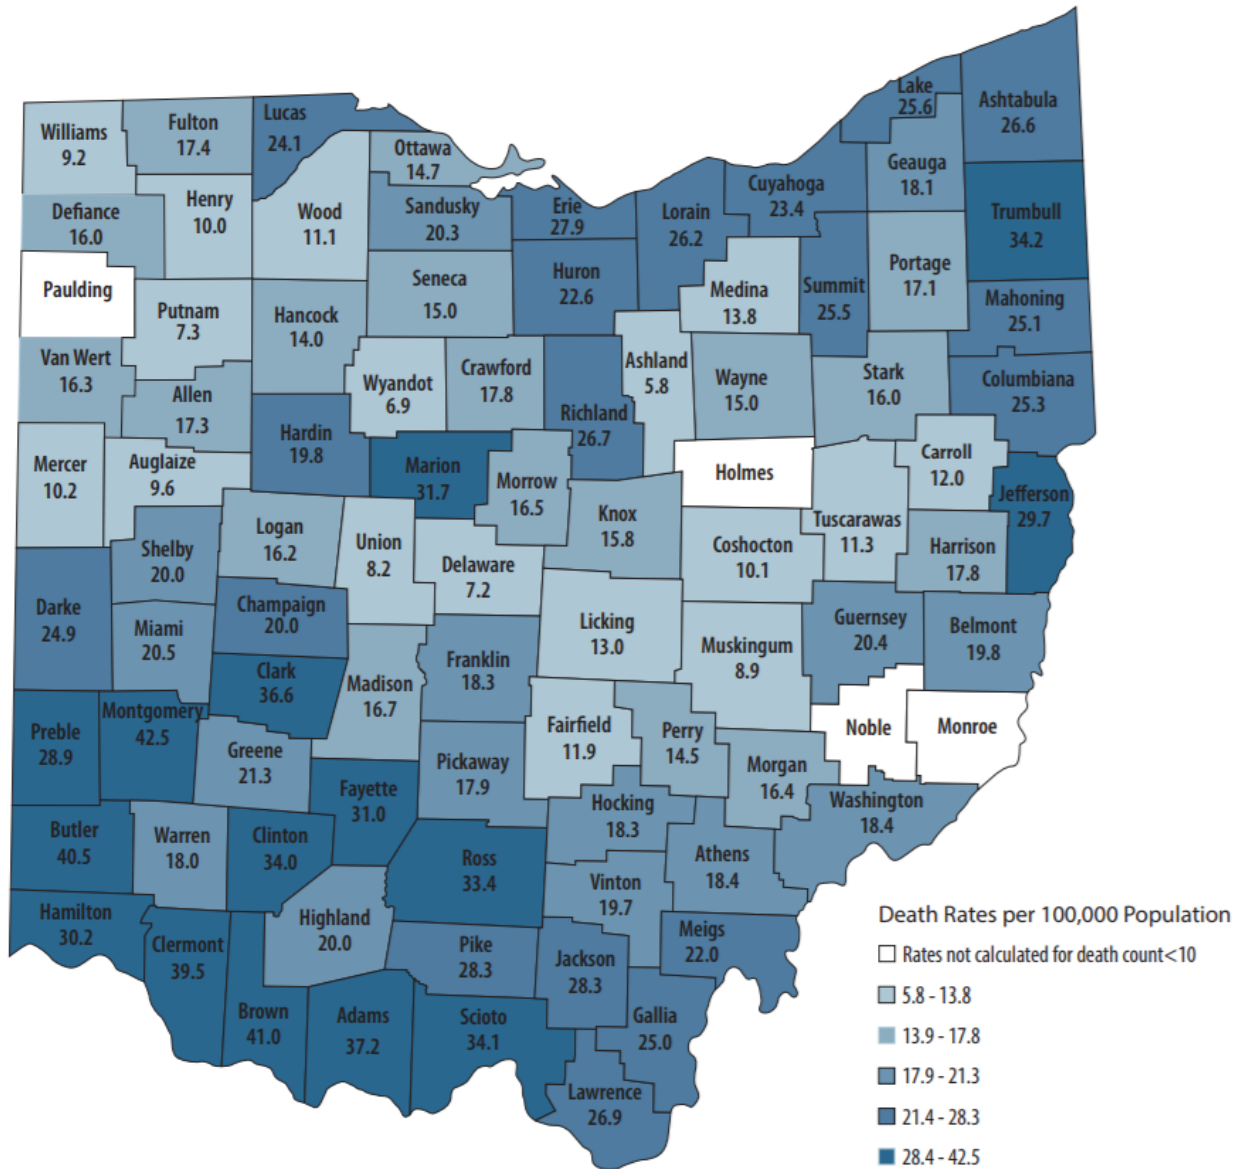 Lake
25.6
Ashtabula
26.6
Williams
9.2
Fulton
17.4
Lucas
24.1
Ottawa
14.7
Geauga
18.1
Cuyahoga
23.4
Defiance
16.0
Henry
10.0
Wood
11.1
Sandusky
20.3
Erie
27.9
Lorain
26.2
Trumbull
34.2
Paulding
Putnam
7.3
Hancock
14.0
Seneca
15.0
Huron
22.6
Medina
13.8
Summit
25.5
Portage
17.1
Mahoning
25.1
Van Wert
16.3
Allen
17.3
Wyandot
6.9
Crawford
17.8
Richland
26.7
Ashland
5.8
Wayne
15.0
Stark
16.0
Columbiana
25.3
Mercer
10.2
Auglaize
9.6
Hardin
19.8
Marion
31.7
Morrow
16.5
Holmes
Carroll
12.0
Jefferson
29.7
Logan
16.2
Union
8.2
Delaware
7.2
Knox
15.8
Coshocton
10.1
Tuscarawas
11.3
Harrison
17.8
Shelby
20.0
Darke
24.9
Miami
20.5
Champaign
20.0
Licking
13.0
Muskingum
8.9
Guernsey
20.4
Belmont
19.8
Clark
36.6
Madison
16.7
Franklin
18.3
Preble
28.9
Montgomery
42.5
Greene
21.3
Fairfield
11.9
Perry
14.5
Noble
Monroe
Fayette
31.0
Pickaway
17.9
Morgan
16.4
Washington
18.4
Butler
40.5
Warren
18.0
Clinton
34.0
Ross
33.4
Hocking
18.3
Athens
18.4
Vinton
19.7
Hamilton
30.2
Clermont
39.5
Highland
20.0
Pike
28.3
Jackson
28.3
Meigs
22.0
Brown
41.0
Adams
37.2
Scioto
34.1
Gallia
25.0
Lawrence
26.9
Death Rates per 100,000 Population
Rates not calculated for death count<10
5.8 - 13.8
13.9 - 17.8
17.9 - 21.3
21.4 - 28.3
28.4 - 42.5